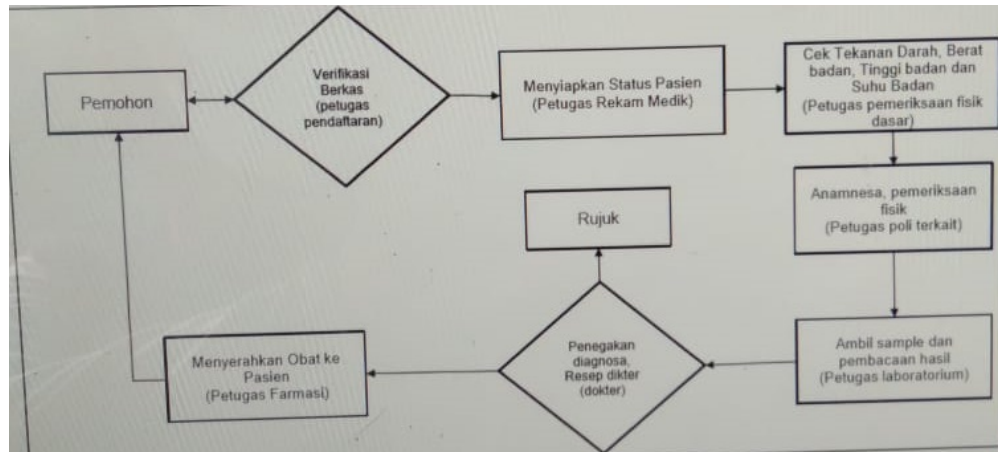 Pemohon
Verifikasi
Berkas
(petugas
pendaftaran)
Menyiapkan Status Pasien
(Petugas Rekam Medik)
Cek Tekanan Darah, Berat
badan, Tinggi badan dan
Suhu Badan
(Petugas pemeriksaan fisik
dasar)
Anamnesa, pemeriksaan
fisik
(Petugas poli terkait)
Ambil sample dan
pembacaan hasil
(Petugas laboratorium)
Penegakan
diagnosa,
Resep dikter
(dokter)
Rujuk
Menyerahkan Obat ke
Pasien
(Petugas Farmasi)